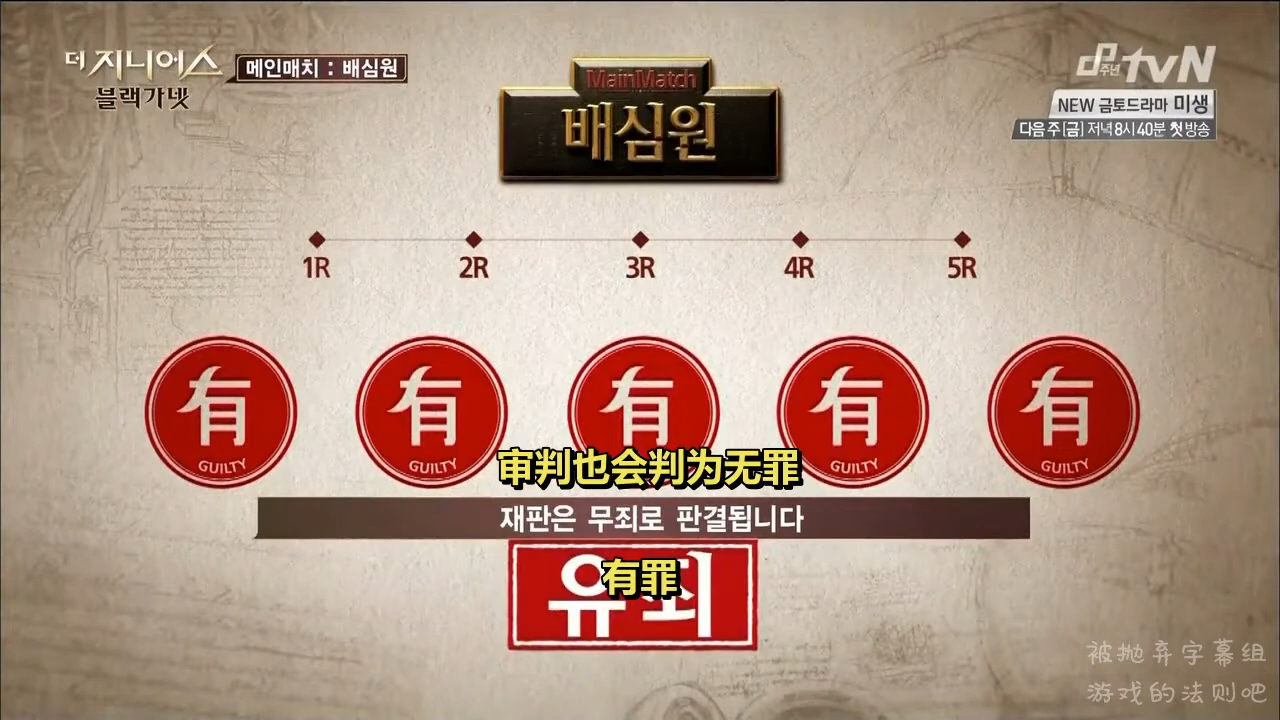 더 지니어스
블랙가넷
메인매치 : 배심원
MainMatch
배심원
8주년 tvN
NEW 금토드라마 미생
다음 주 [금] 저녁 8시 40분 첫 방송
1R 2R 3R 4R 5R
有 有 有 有 有
GUILTY GUILTY GUILTY GUILTY
审判也会判为无罪
재판은 무죄로 판결됩니다
유죄
有罪
被抛弃字幕组
游戏的法则吧